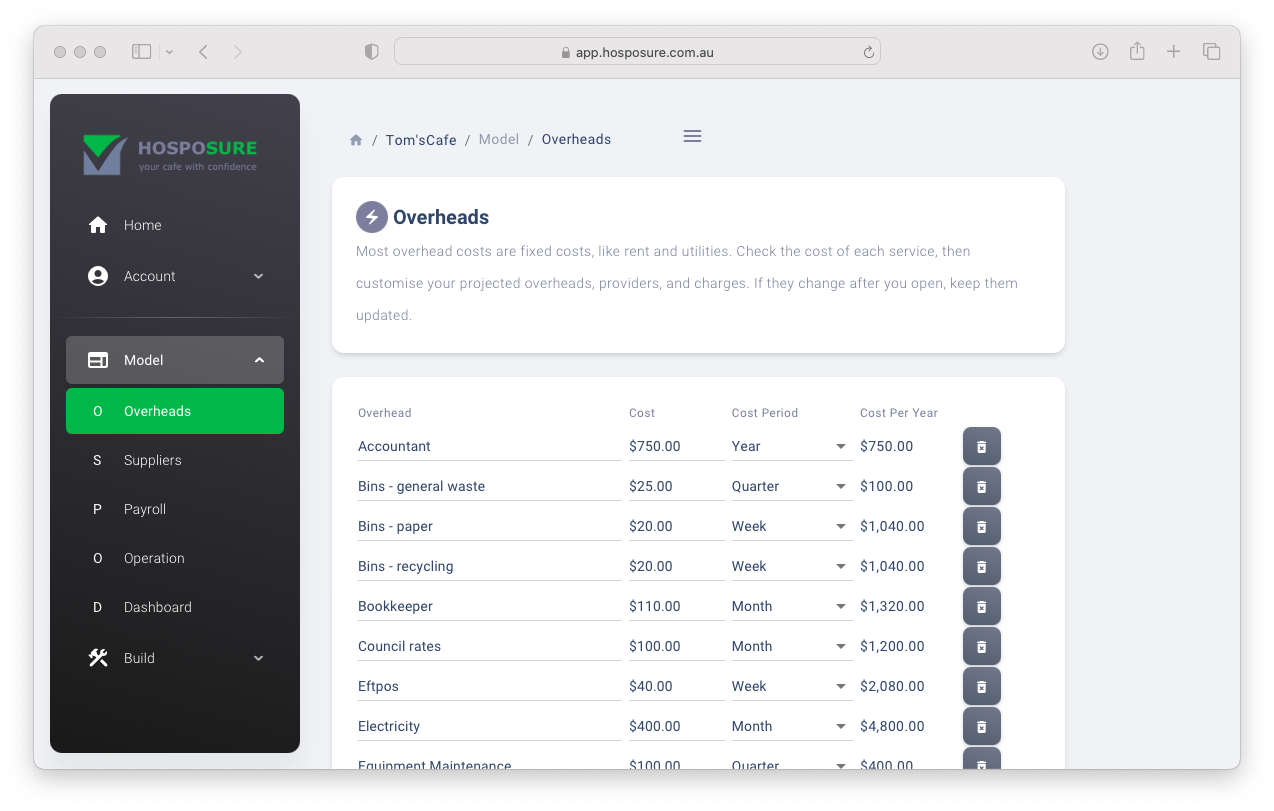 app.hosposure.com.au
HOSPOSURE
your cafe with confidence
Home
Account
Model
O Overheads
S Suppliers
P Payroll
O Operation
D Dashboard
Build
/ Tom'sCafe / Model / Overheads
Overheads
Most overhead costs are fixed costs, like rent and utilities. Check the cost of each service, then
customise your projected overheads, providers, and charges. If they change after you open, keep them
updated.
Overhead Cost Cost Period Cost Per Year
Accountant $750.00 Year $750.00
Bins - general waste $25.00 Quarter $100.00
Bins - paper $20.00 Week $1,040.00
Bins - recycling $20.00 Week $1,040.00
Bookkeeper $110.00 Month $1,320.00
Council rates $100.00 Month $1,200.00
Eftpos $40.00 Week $2,080.00
Electricity $400.00 Month $4,800.00
Equipment Maintenance $100.00 Quarter $400.00